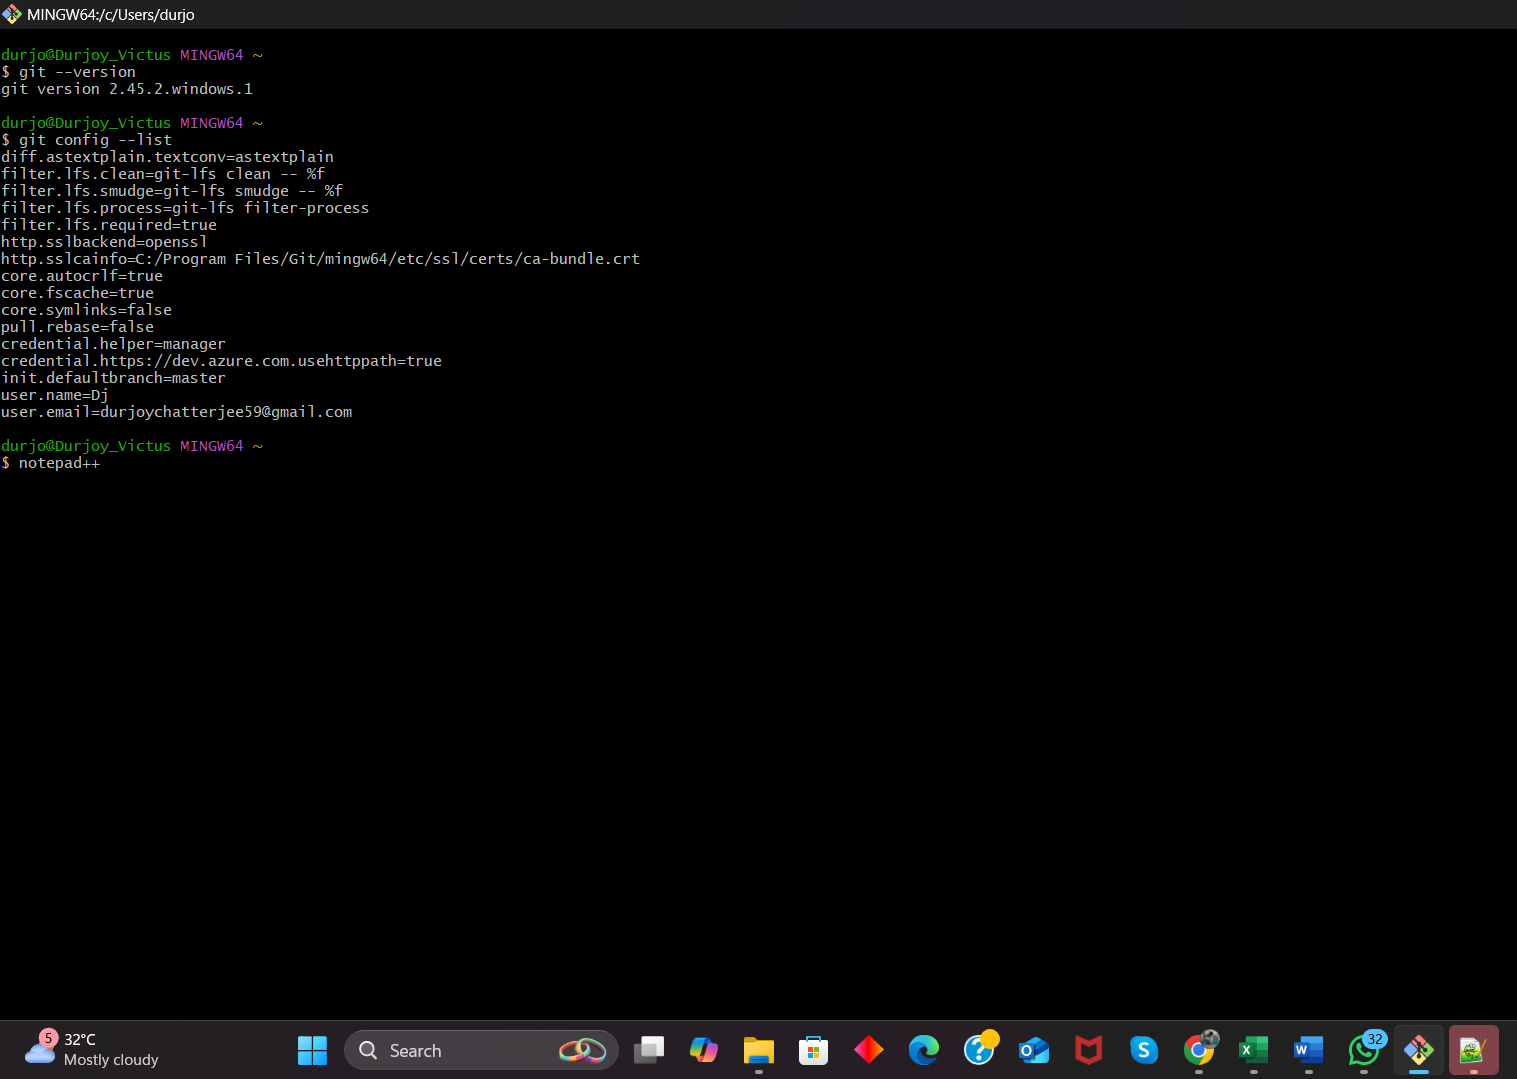 MINGW64:/c/Users/durjo
durjo@Durjoy_Victus MINGW64 ~
$ git --version
git version 2.45.2.windows.1
durjo@Durjoy_Victus MINGW64 ~
$ git config --list
diff.astextplain.textconv=astextplain
filter.lfs.clean=git-lfs clean -- %f
filter.lfs.smudge=git-lfs smudge -- %f
filter.lfs.process=git-lfs filter-process
filter.lfs.required=true
http.sslbackend=openssl
http.sslcainfo=C:/Program Files/Git/mingw64/etc/ssl/certs/ca-bundle.crt
core.autocrlf=true
core.fscache=true
core.symlinks=false
pull.rebase=false
credential.helper=manager
credential.https://dev.azure.com.usehttppath=true
init.defaultbranch=master
user.name=Dj
user.email=durjoychatterjee59@gmail.com
durjo@Durjoy_Victus MINGW64 ~
$ notepad++
5
32°C
Mostly cloudy
Search
?
O
S
X
W
32